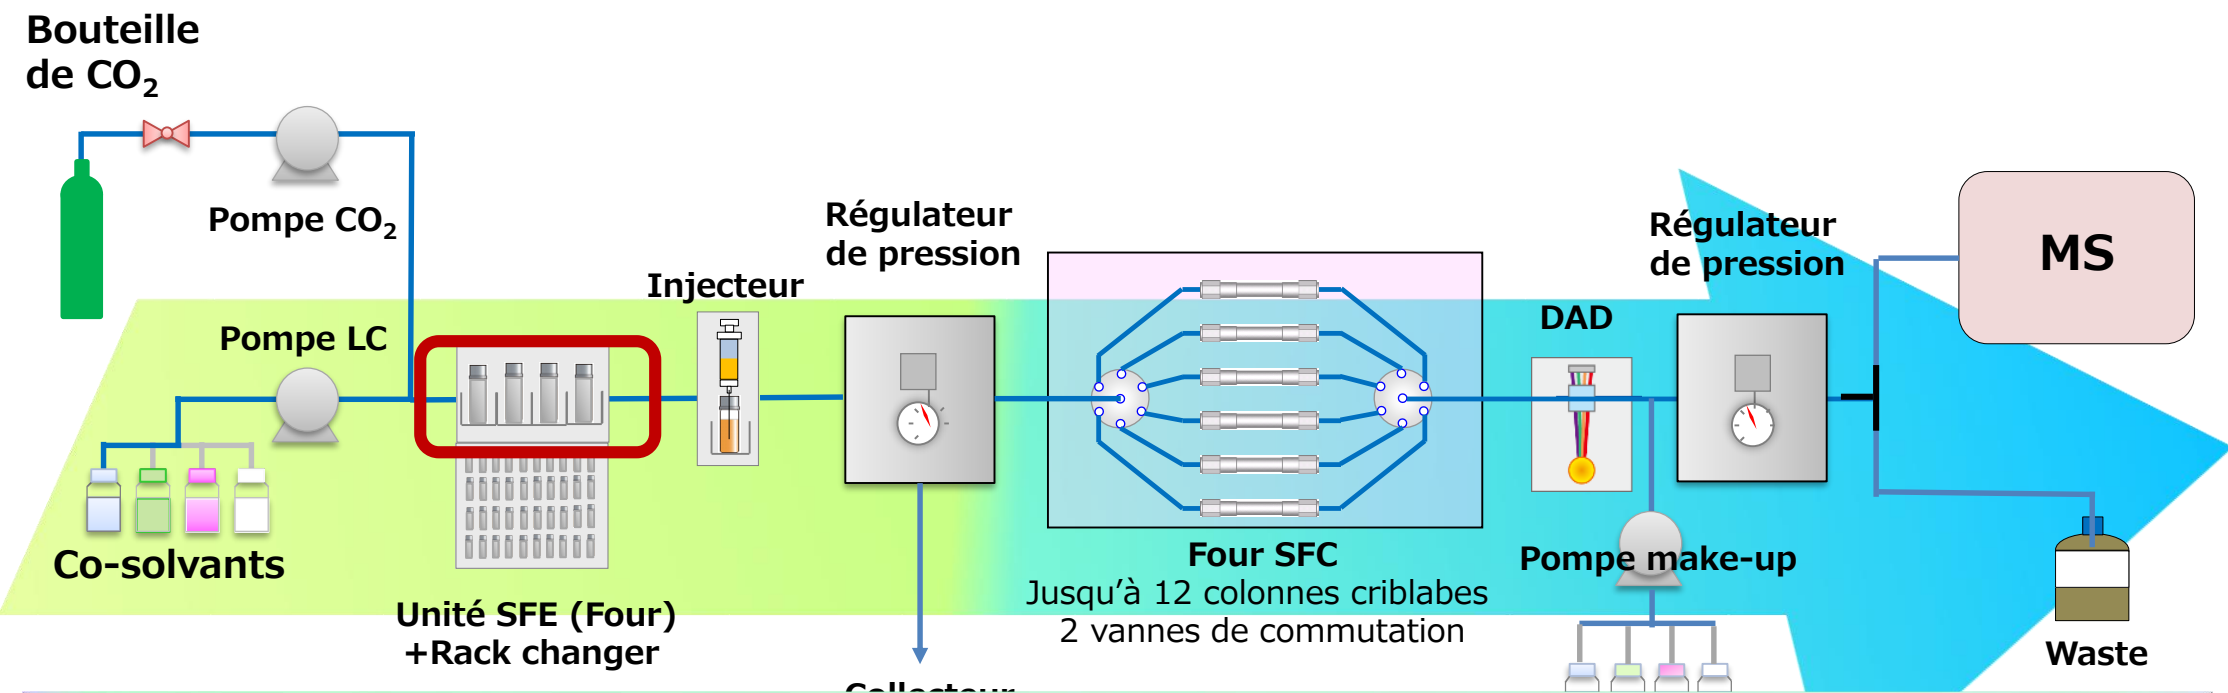 Bouteille
de CO₂
Pompe CO₂
Pompe LC
Co-solvants
Unité SFE (Four)
+Rack changer
Injecteur
Régulateur
de pression
Collecteur
Four SFC
Jusqu’à 12 colonnes criblabes
2 vannes de commutation
DAD
Régulateur
de pression
Pompe make-up
MS
Waste